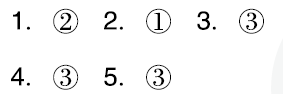 1. ② 2. ① 3. ③
4. ③ 5. ③